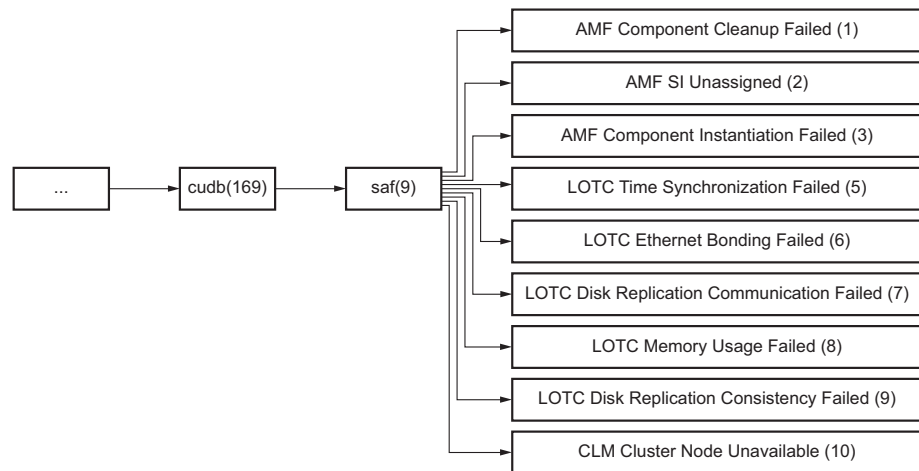 AMF Component Cleanup Failed (1)
AMF SI Unassigned (2)
AMF Component Instantiation Failed (3)
... cudb(169) saf(9) LOTC Time Synchronization Failed (5)
LOTC Ethernet Bonding Failed (6)
LOTC Disk Replication Communication Failed (7)
LOTC Memory Usage Failed (8)
LOTC Disk Replication Consistency Failed (9)
CLM Cluster Node Unavailable (10)